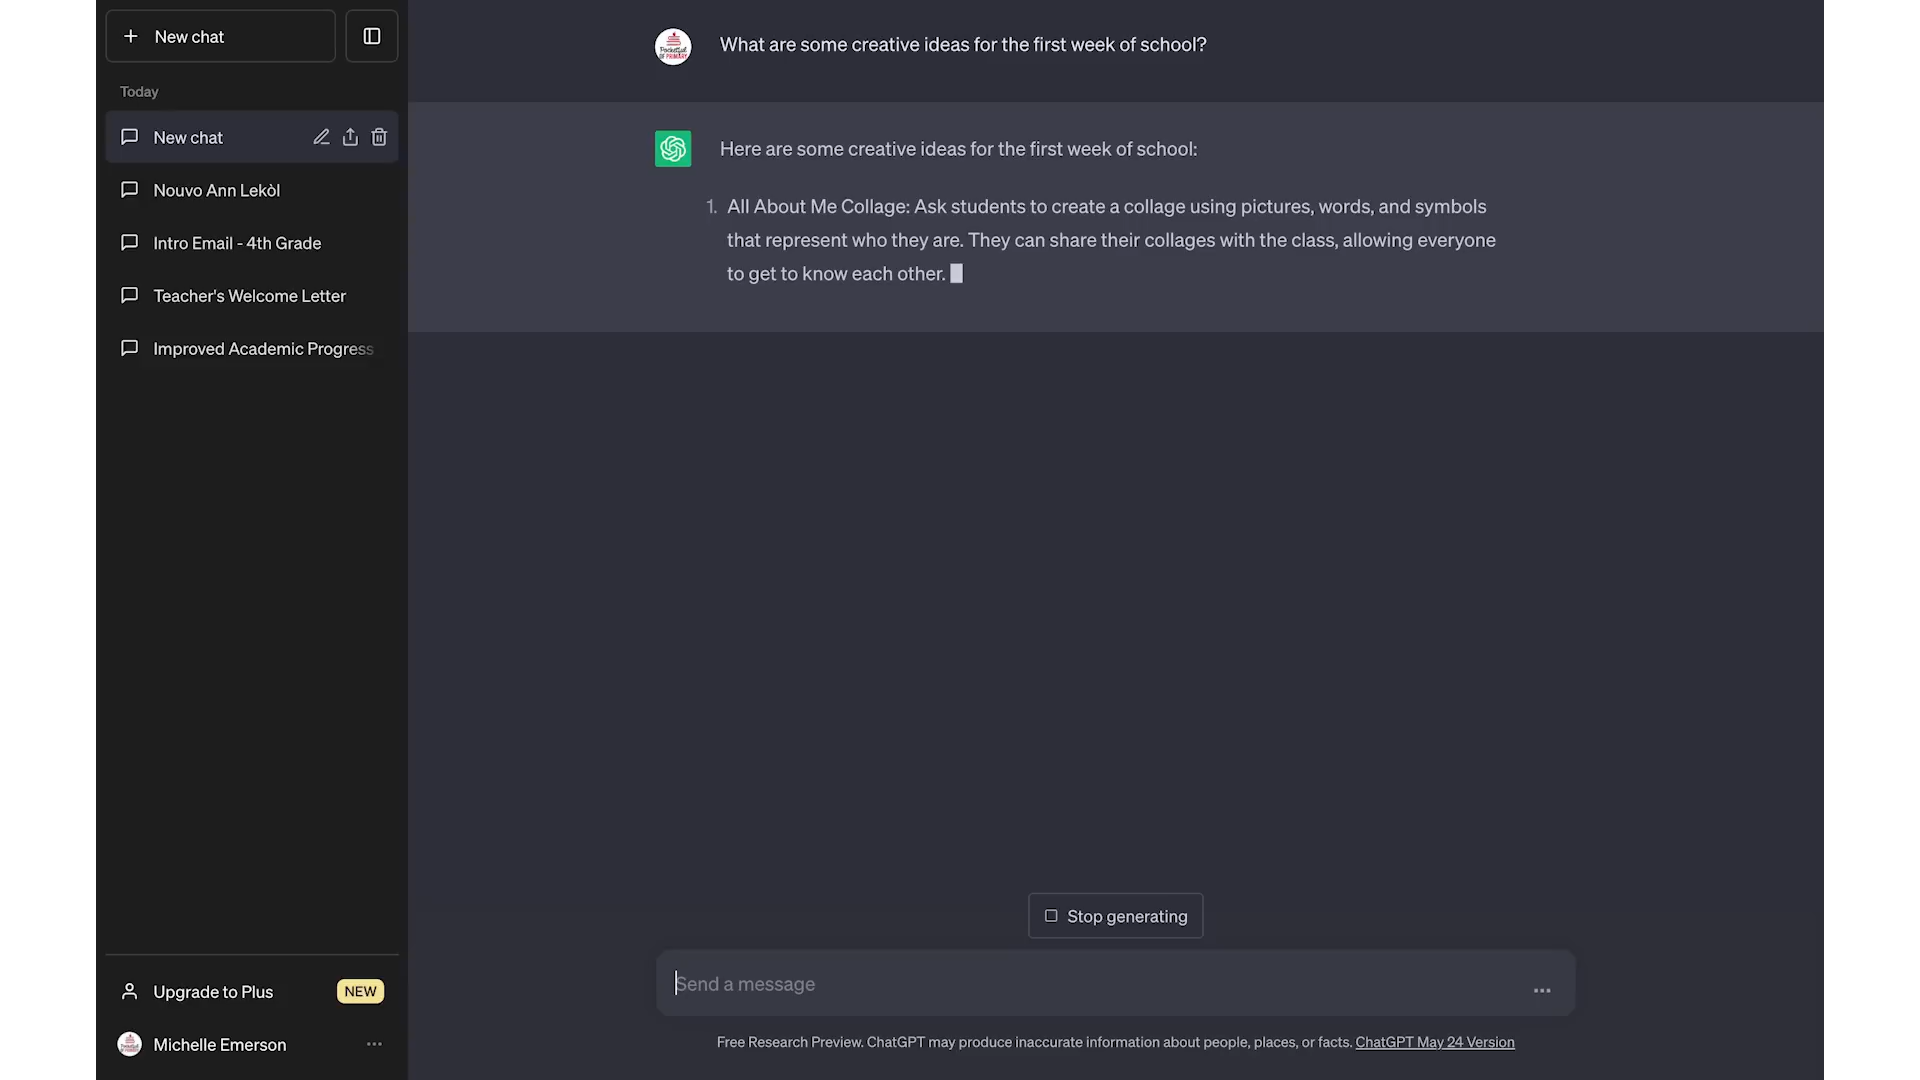 New chat
Today
New chat
Nouvo Ann Lekòl
Intro Email - 4th Grade
Teacher's Welcome Letter
Improved Academic Progress
Upgrade to Plus
NEW
Michelle Emerson
Pocketful
OF PRIMARY
What are some creative ideas for the first week of school?
Here are some creative ideas for the first week of school:
1. All About Me Collage: Ask students to create a collage using pictures, words, and symbols
that represent who they are. They can share their collages with the class, allowing everyone
to get to know each other.
Stop generating
Send a message
Free Research Preview. ChatGPT may produce inaccurate information about people, places, or facts. ChatGPT May 24 Version